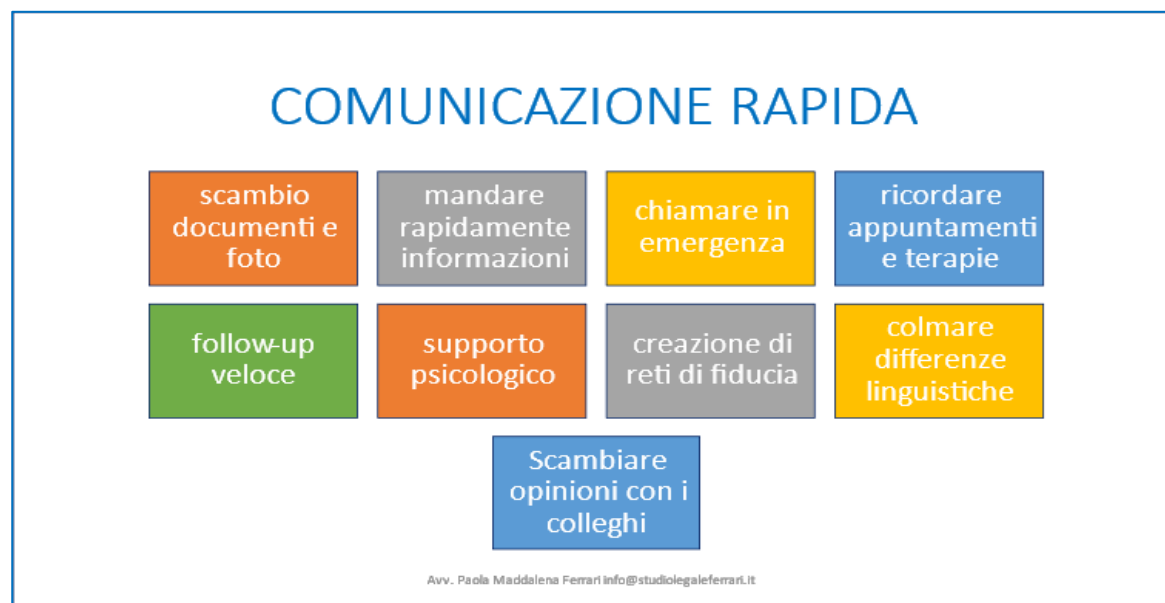 COMUNICAZIONE RAPIDA
scambio
documenti e
foto
mandare
rapidamente
informazioni
chiamare in
emergenza
ricordare
appuntamenti
e terapie
follow-up
veloce
supporto
psicologico
creazione di
reti di fiducia
colmare
differenze
linguistiche
Scambiare
opinioni con i
colleghi
Avv. Paola Maddalena Ferrari info@studiolegaleferrari.it